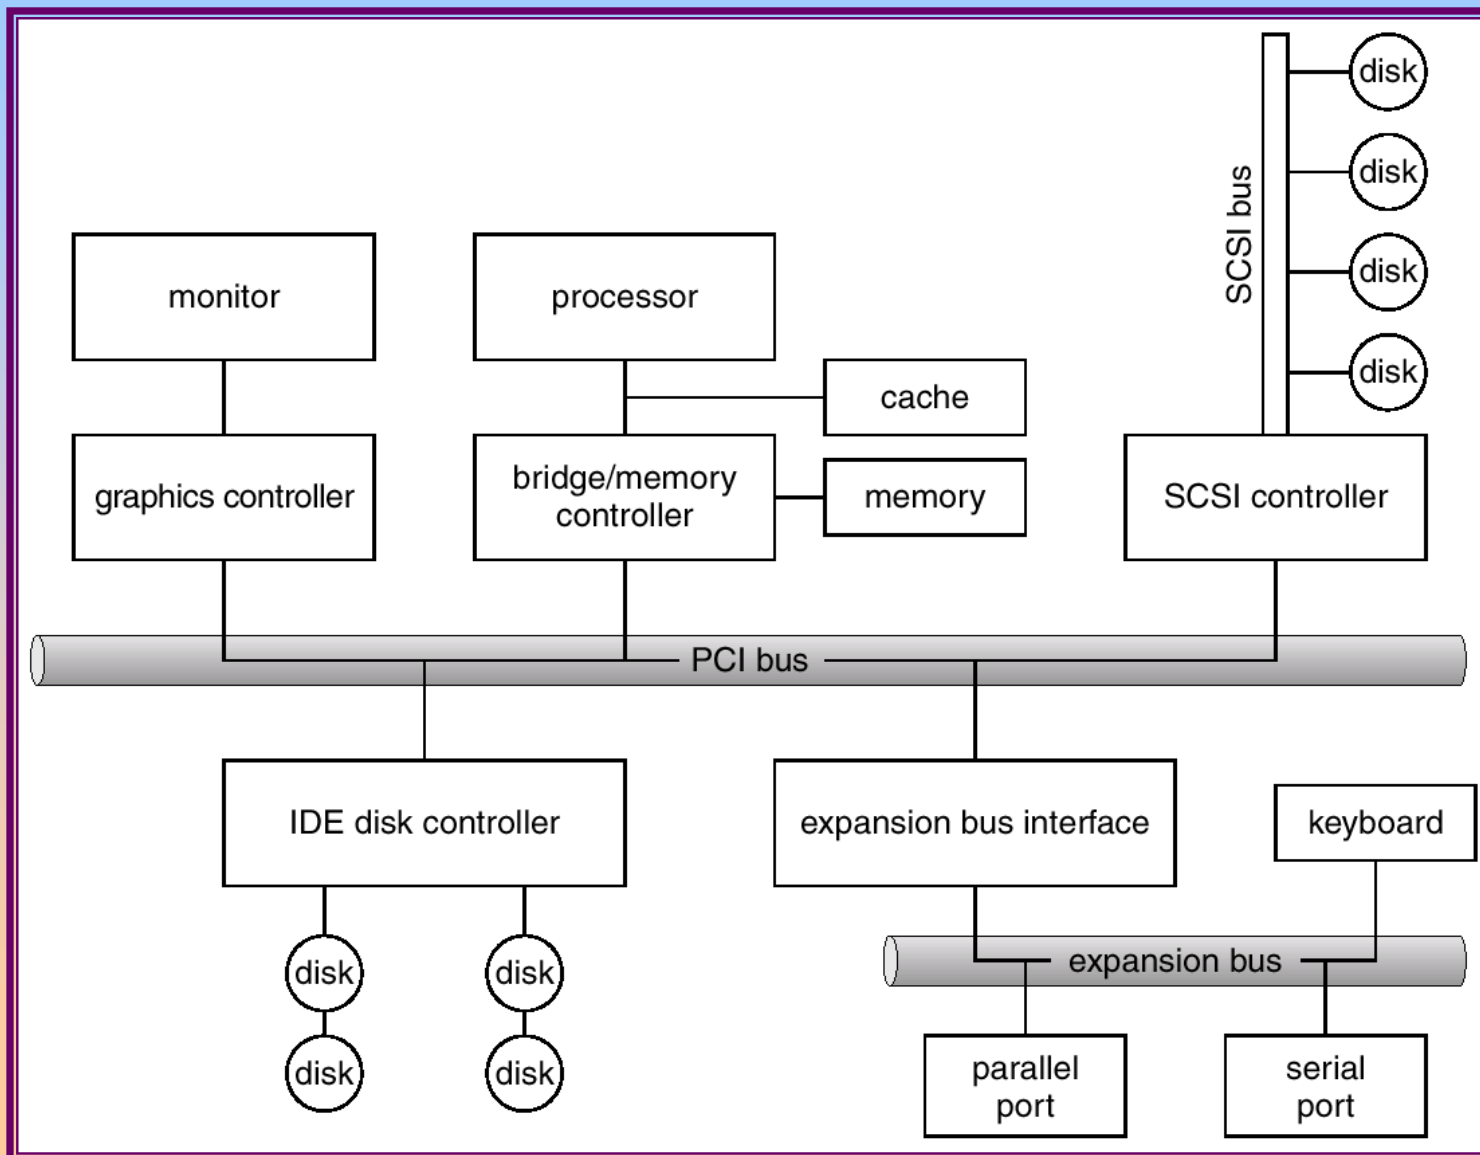 disk
disk
SCSI bus
disk
disk
monitor
processor
cache
graphics controller
bridge/memory
controller
memory
SCSI controller
PCI bus
IDE disk controller
expansion bus interface
keyboard
disk
disk
expansion bus
disk
disk
parallel
port
serial
port